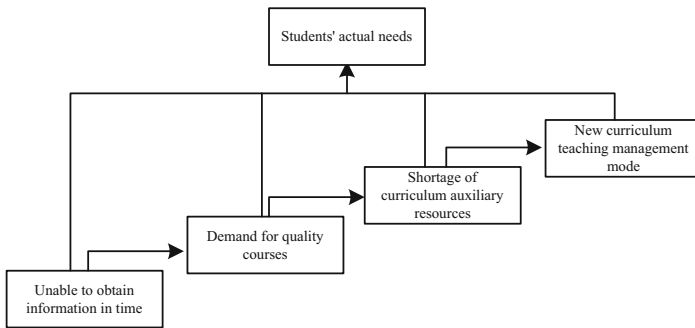 Students' actual needs
New curriculum
teaching management
mode
Shortage of
curriculum auxiliary
resources
Demand for quality
courses
Unable to obtain
information in time